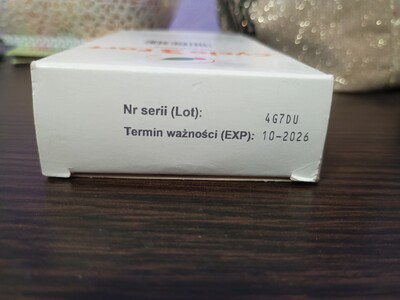 Nr serii (Lot): 4G7DU
Termin ważności (EXP): 10-2026